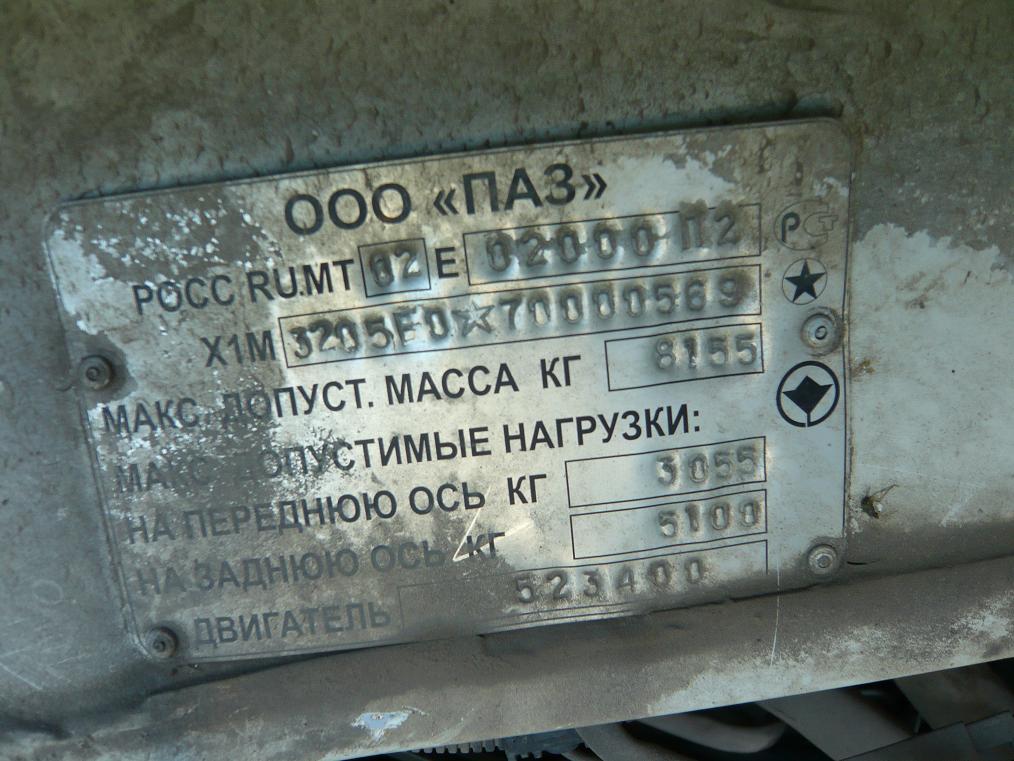 ООО «ПАЗ»
РОСС RU.МТ 02 Е 02000 П2
X1M 3205E0☆70000569
МАКС. ДОПУСТ. МАССА КГ 8155
МАКС. ДОПУСТИМЫЕ НАГРУЗКИ:
НА ПЕРЕДНЮЮ ОСЬ КГ 3055
НА ЗАДНЮЮ ОСЬ КГ 5100
ДВИГАТЕЛЬ 523400